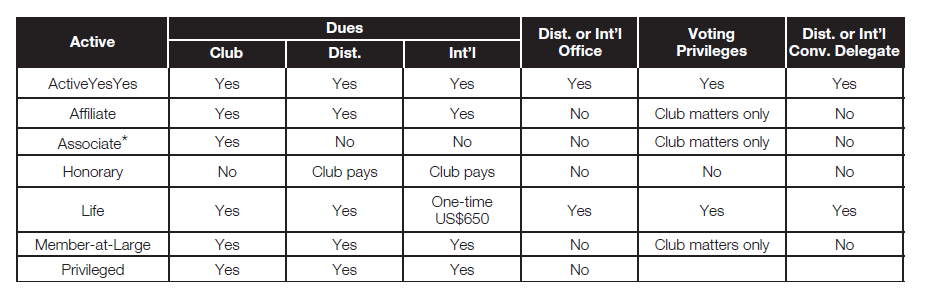 Active Dues Dist. or Int'l Office Voting Privileges Dist. or Int'l Conv. Delegate
Club Dist. Int'l
ActiveYesYes Yes Yes Yes Yes Yes Yes
Affiliate Yes Yes Yes No Club matters only No
Associate* Yes No No No Club matters only No
Honorary No Club pays Club pays No No No
Life Yes Yes One-time US$650 Yes Yes Yes
Member-at-Large Yes Yes Yes No Club matters only No
Privileged Yes Yes Yes No